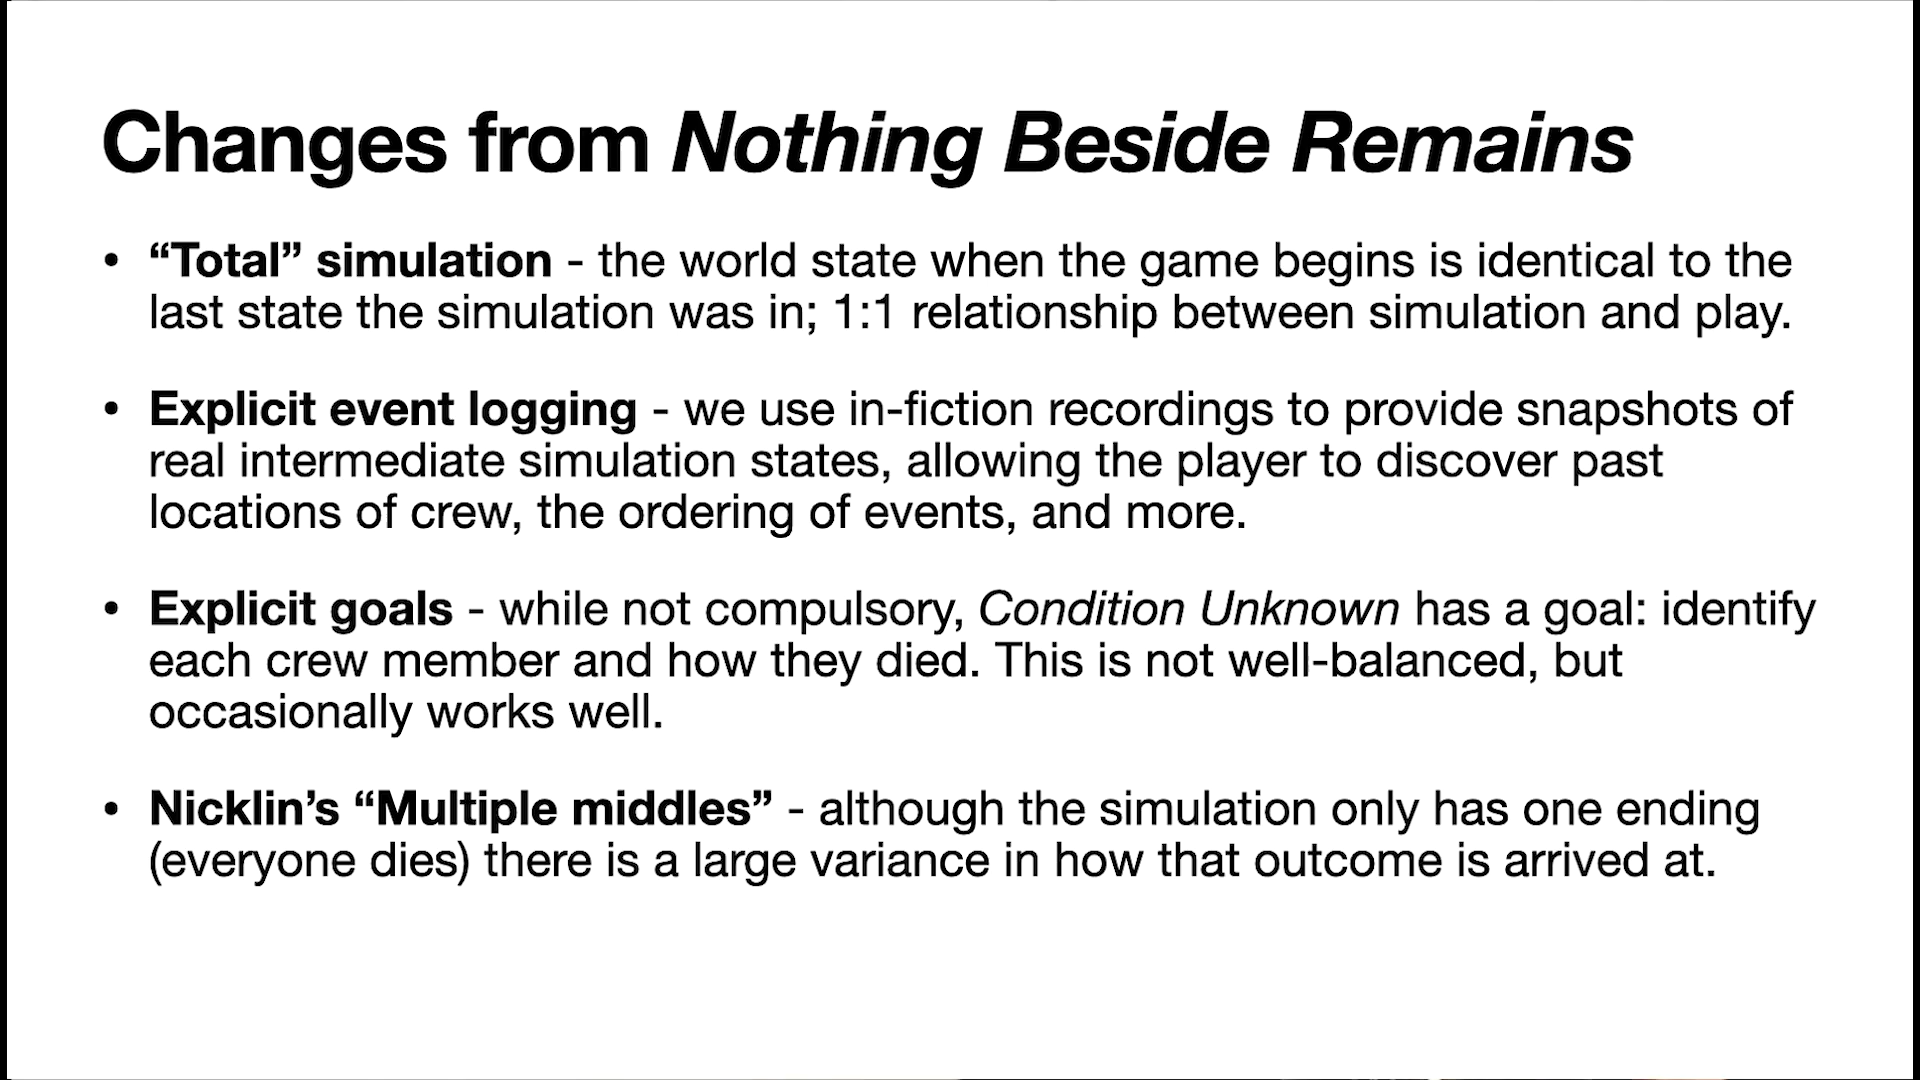 Changes from Nothing Beside Remains
• “Total” simulation - the world state when the game begins is identical to the
last state the simulation was in; 1:1 relationship between simulation and play.
• Explicit event logging - we use in-fiction recordings to provide snapshots of
real intermediate simulation states, allowing the player to discover past
locations of crew, the ordering of events, and more.
• Explicit goals - while not compulsory, Condition Unknown has a goal: identify
each crew member and how they died. This is not well-balanced, but
occasionally works well.
• Nicklin’s “Multiple middles” - although the simulation only has one ending
(everyone dies) there is a large variance in how that outcome is arrived at.